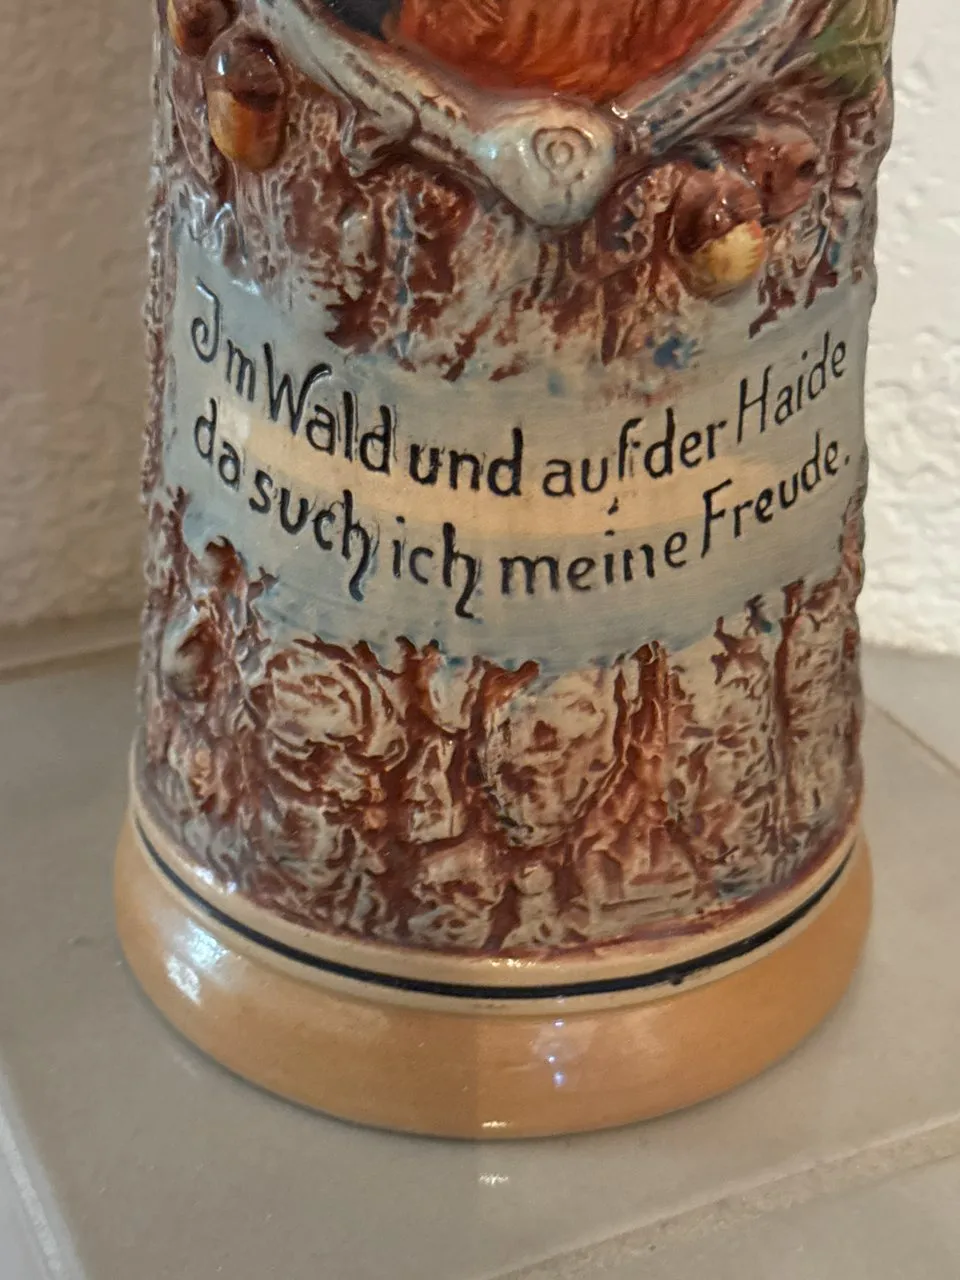 Im Wald und auf der Haide
da such ich meine Freude.